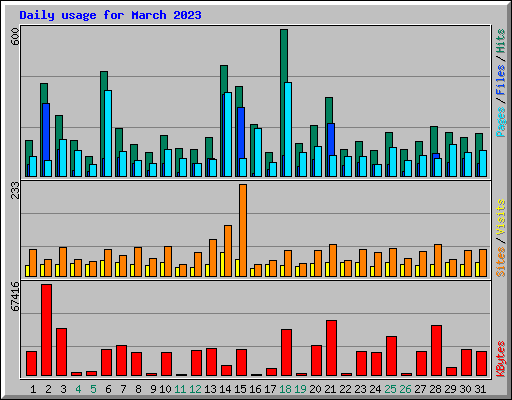 Daily usage for March 2023
600
Pages / Files / Hits
233
Sites / Visits
67416
KBytes
1 2 3 4 5 6 7 8 9 10 11 12 13 14 15 16 17 18 19 20 21 22 23 24 25 26 27 28 29 30 31